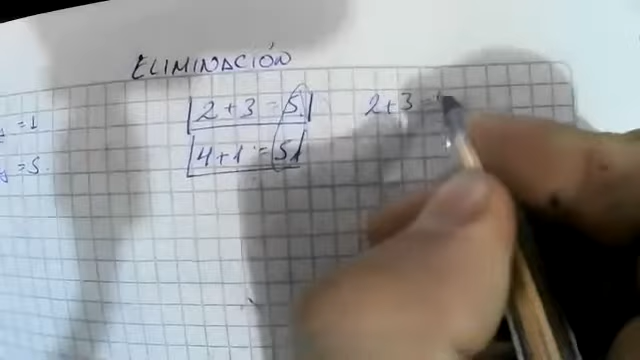 ELIMINACIÓN
2 + 3 = 5
4 + 1 = 5
2 + 3 =
= 1
= 5